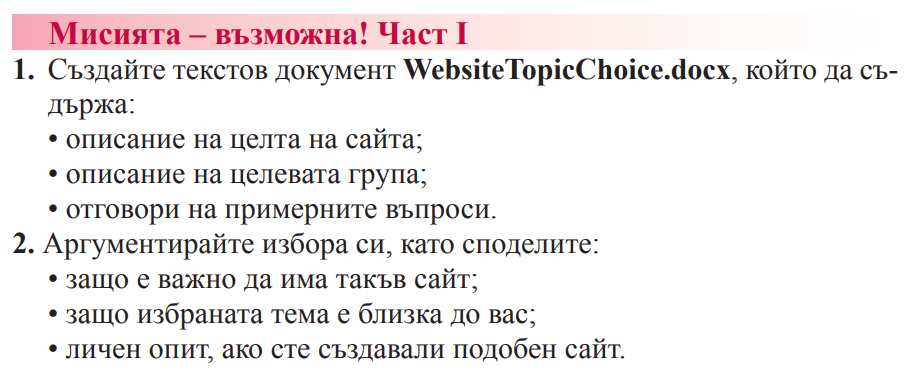 Мисията – възможна! Част I
1. Създайте текстов документ WebsiteTopicChoice.docx, който да съ-
държа:
• описание на целта на сайта;
• описание на целевата група;
• отговори на примерните въпроси.
2. Аргументирайте избора си, като споделите:
• защо е важно да има такъв сайт;
• защо избраната тема е близка до вас;
• личен опит, ако сте създавали подобен сайт.